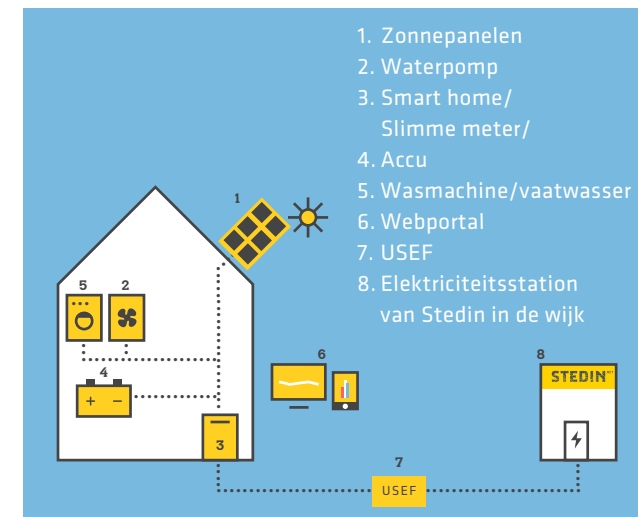 1. Zonnepanelen
2. Waterpomp
3. Smart home/
Slimme meter/
4. Accu
5. Wasmachine/vaatwasser
6. Webportal
7. USEF
8. Elektriciteitsstation
van Stedin in de wijk
1
5 2
4
+ −
3
6
8
STEDIN
7
USEF